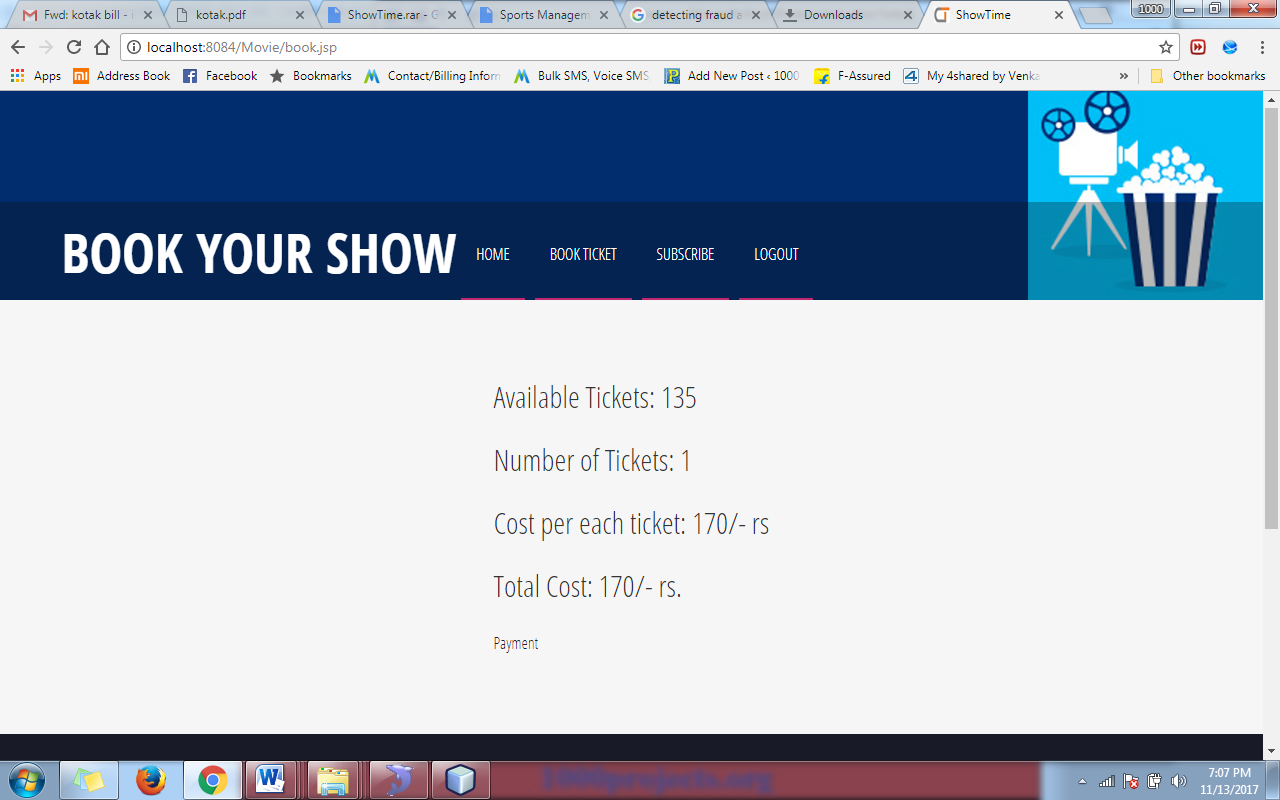 Fwd: kotak bill -
kotak.pdf
ShowTime.rar - G
Sports Managem
detecting fraud a
Downloads
ShowTime
1000
localhost:8084/Movie/book.jsp
Apps
Address Book
Facebook
Bookmarks
Contact/Billing Inform
Bulk SMS, Voice SMS
Add New Post ‹ 1000
F-Assured
My 4shared by Venka
»
Other bookmarks
BOOK YOUR SHOW
HOME
BOOK TICKET
SUBSCRIBE
LOGOUT
Available Tickets: 135
Number of Tickets: 1
Cost per each ticket: 170/- rs
Total Cost: 170/- rs.
Payment
1000projects.org
7:07 PM
11/13/2017